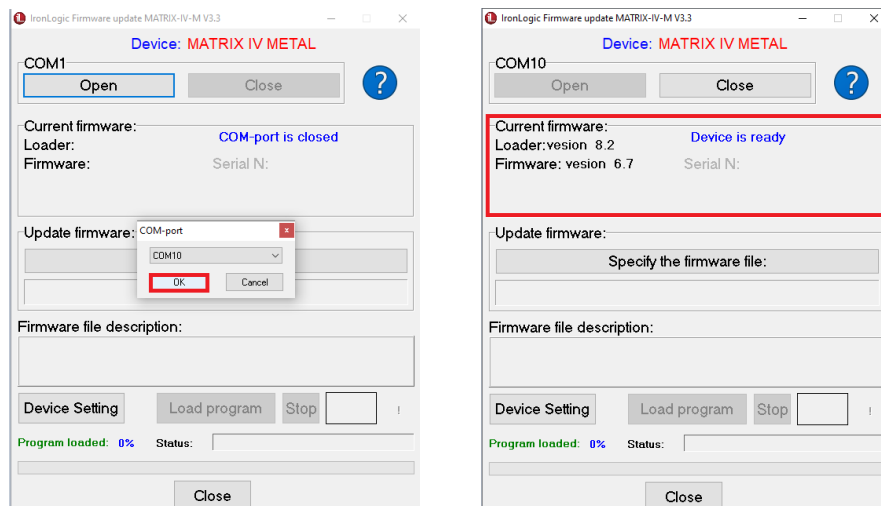 IronLogic Firmware update MATRIX-IV-M V3.3
Device: MATRIX IV METAL
COM1
Open
Close
?
Current firmware:
COM-port is closed
Loader:
Firmware:
Serial N:
Update firmware:
COM-port
x
COM10
OK
Cancel
Firmware file description:
Device Setting
Load program
Stop
!
Program loaded: 0%
Status:
Close
IronLogic Firmware update MATRIX-IV-M V3.3
Device: MATRIX IV METAL
COM10
Open
Close
?
Current firmware:
Device is ready
Loader:vesion 8.2
Firmware: vesion 6.7
Serial N:
Update firmware:
Specify the firmware file:
Firmware file description:
Device Setting
Load program
Stop
!
Program loaded: 0%
Status:
Close